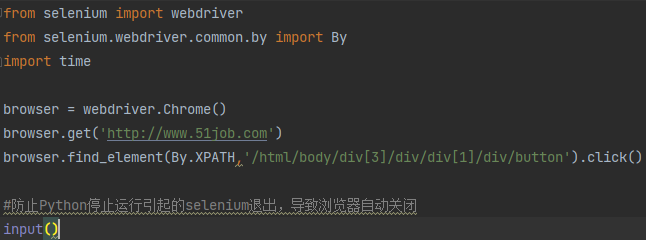 from selenium import webdriver
from selenium.webdriver.common.by import By
import time
browser = webdriver.Chrome()
browser.get('http://www.51job.com')
browser.find_element(By.XPATH,'/html/body/div[3]/div/div[1]/div/button').click()
#防止Python停止运行引起的selenium退出，导致浏览器自动关闭
input()